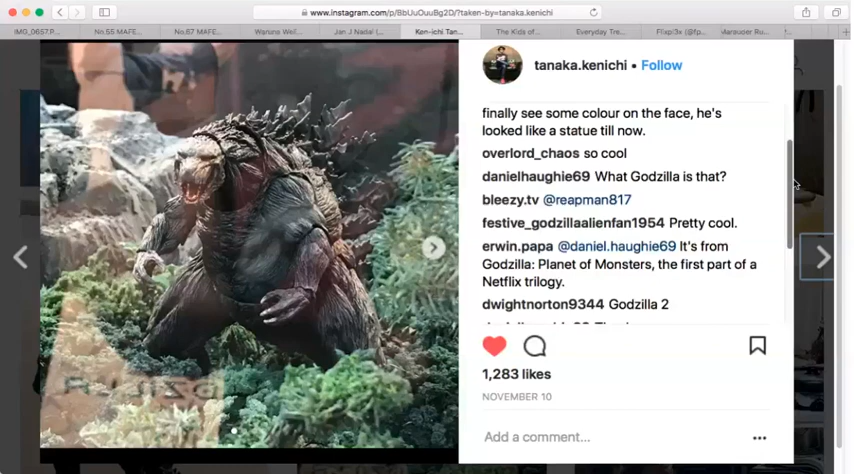 www.instagram.com/p/BbUuOuuBg2D/?taken-by=tanaka.kenichi
IMG_0657.P...
No.55 MAFE...
No.67 MAFE...
Jan J Nadal (...
Ken-ichi Tan...
The Kids of...
Everyday Tre...
tanaka.kenichi • Follow
finally see some colour on the face, he's
looked like a statue till now.
overlord_chaos so cool
danielhaughie69 What Godzilla is that?
bleezy.tv @reapman817
festive_godzillaalienfan1954 Pretty cool.
erwin.papa @daniel.haughie69 It's from
Godzilla: Planet of Monsters, the first part of a
Netflix trilogy.
dwightnorton9344 Godzilla 2
1,283 likes
NOVEMBER 10
Add a comment...